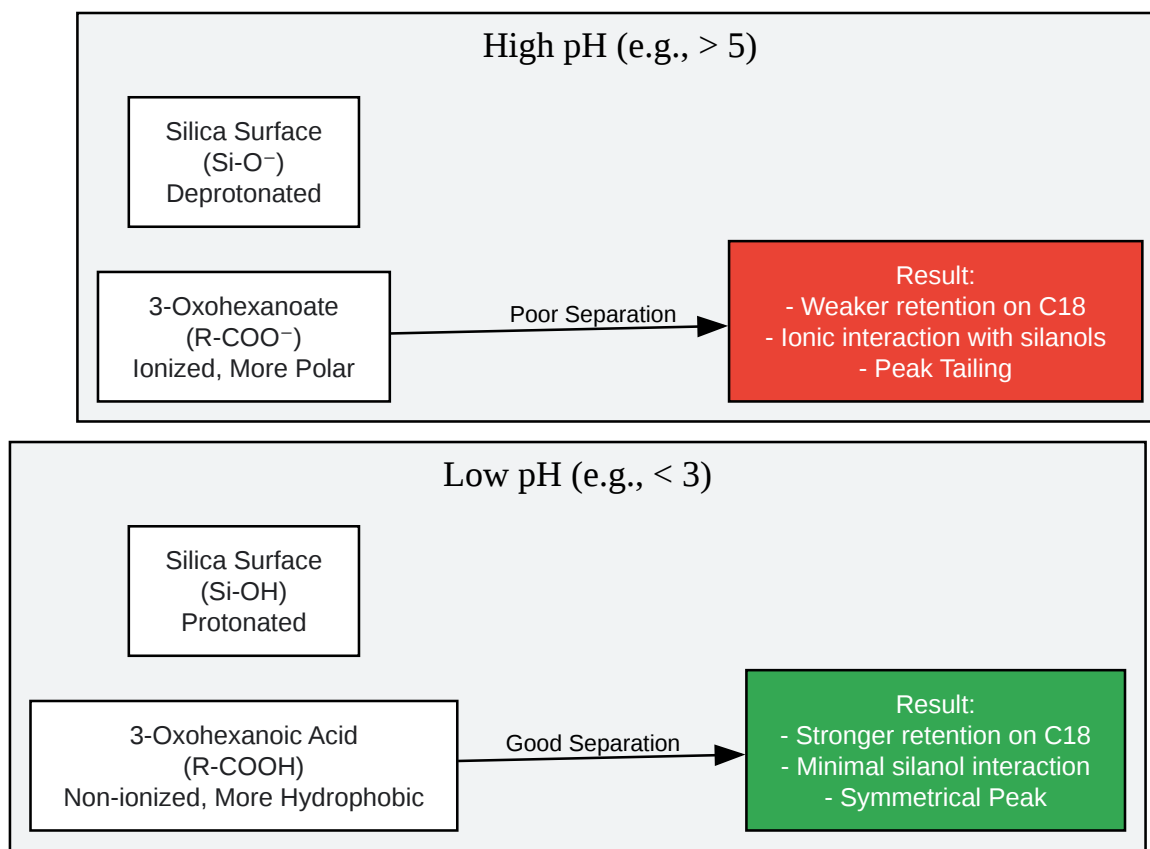 High pH (e.g., > 5)
Silica Surface
(Si-O⁻)
Deprotonated
3-Oxohexanoate
(R-COO⁻)
Ionized, More Polar
Poor Separation
Result:
- Weaker retention on C18
- Ionic interaction with silanols
- Peak Tailing
Low pH (e.g., < 3)
Silica Surface
(Si-OH)
Protonated
3-Oxohexanoic Acid
(R-COOH)
Non-ionized, More Hydrophobic
Good Separation
Result:
- Stronger retention on C18
- Minimal silanol interaction
- Symmetrical Peak